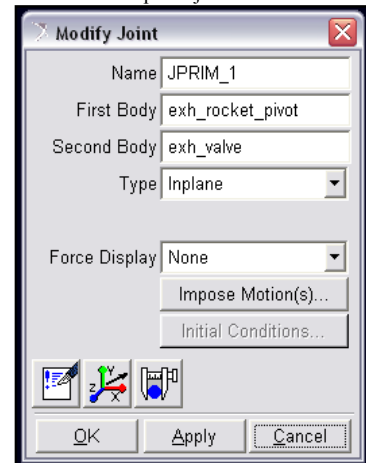 Modify Joint
Name JPRIM_1
First Body exh_rocket_pivot
Second Body exh_valve
Type Inplane
Force Display None
Impose Motion(s)...
Initial Conditions...
OK Apply Cancel